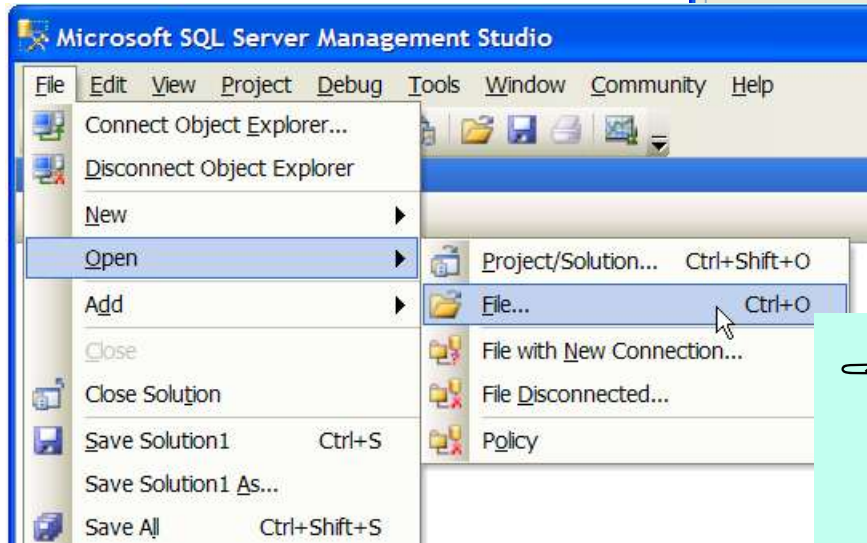 Microsoft SQL Server Management Studio
File Edit View Project Debug Tools Window Community Help
Connect Object Explorer...
Disconnect Object Explorer
New
Open
Add
Close
Close Solution
Save Solution1 Ctrl+S
Save Solution1 As...
Save All Ctrl+Shift+S
Project/Solution... Ctrl+Shift+O
File... Ctrl+O
File with New Connection...
File Disconnected...
Policy